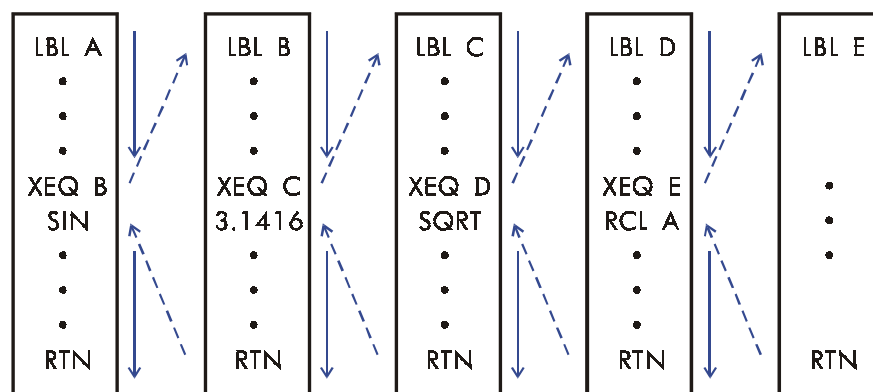 LBL A
XEQ B
SIN
RTN
LBL B
XEQ C
3.1416
RTN
LBL C
XEQ D
SQRT
RTN
LBL D
XEQ E
RCL A
RTN
LBL E
RTN